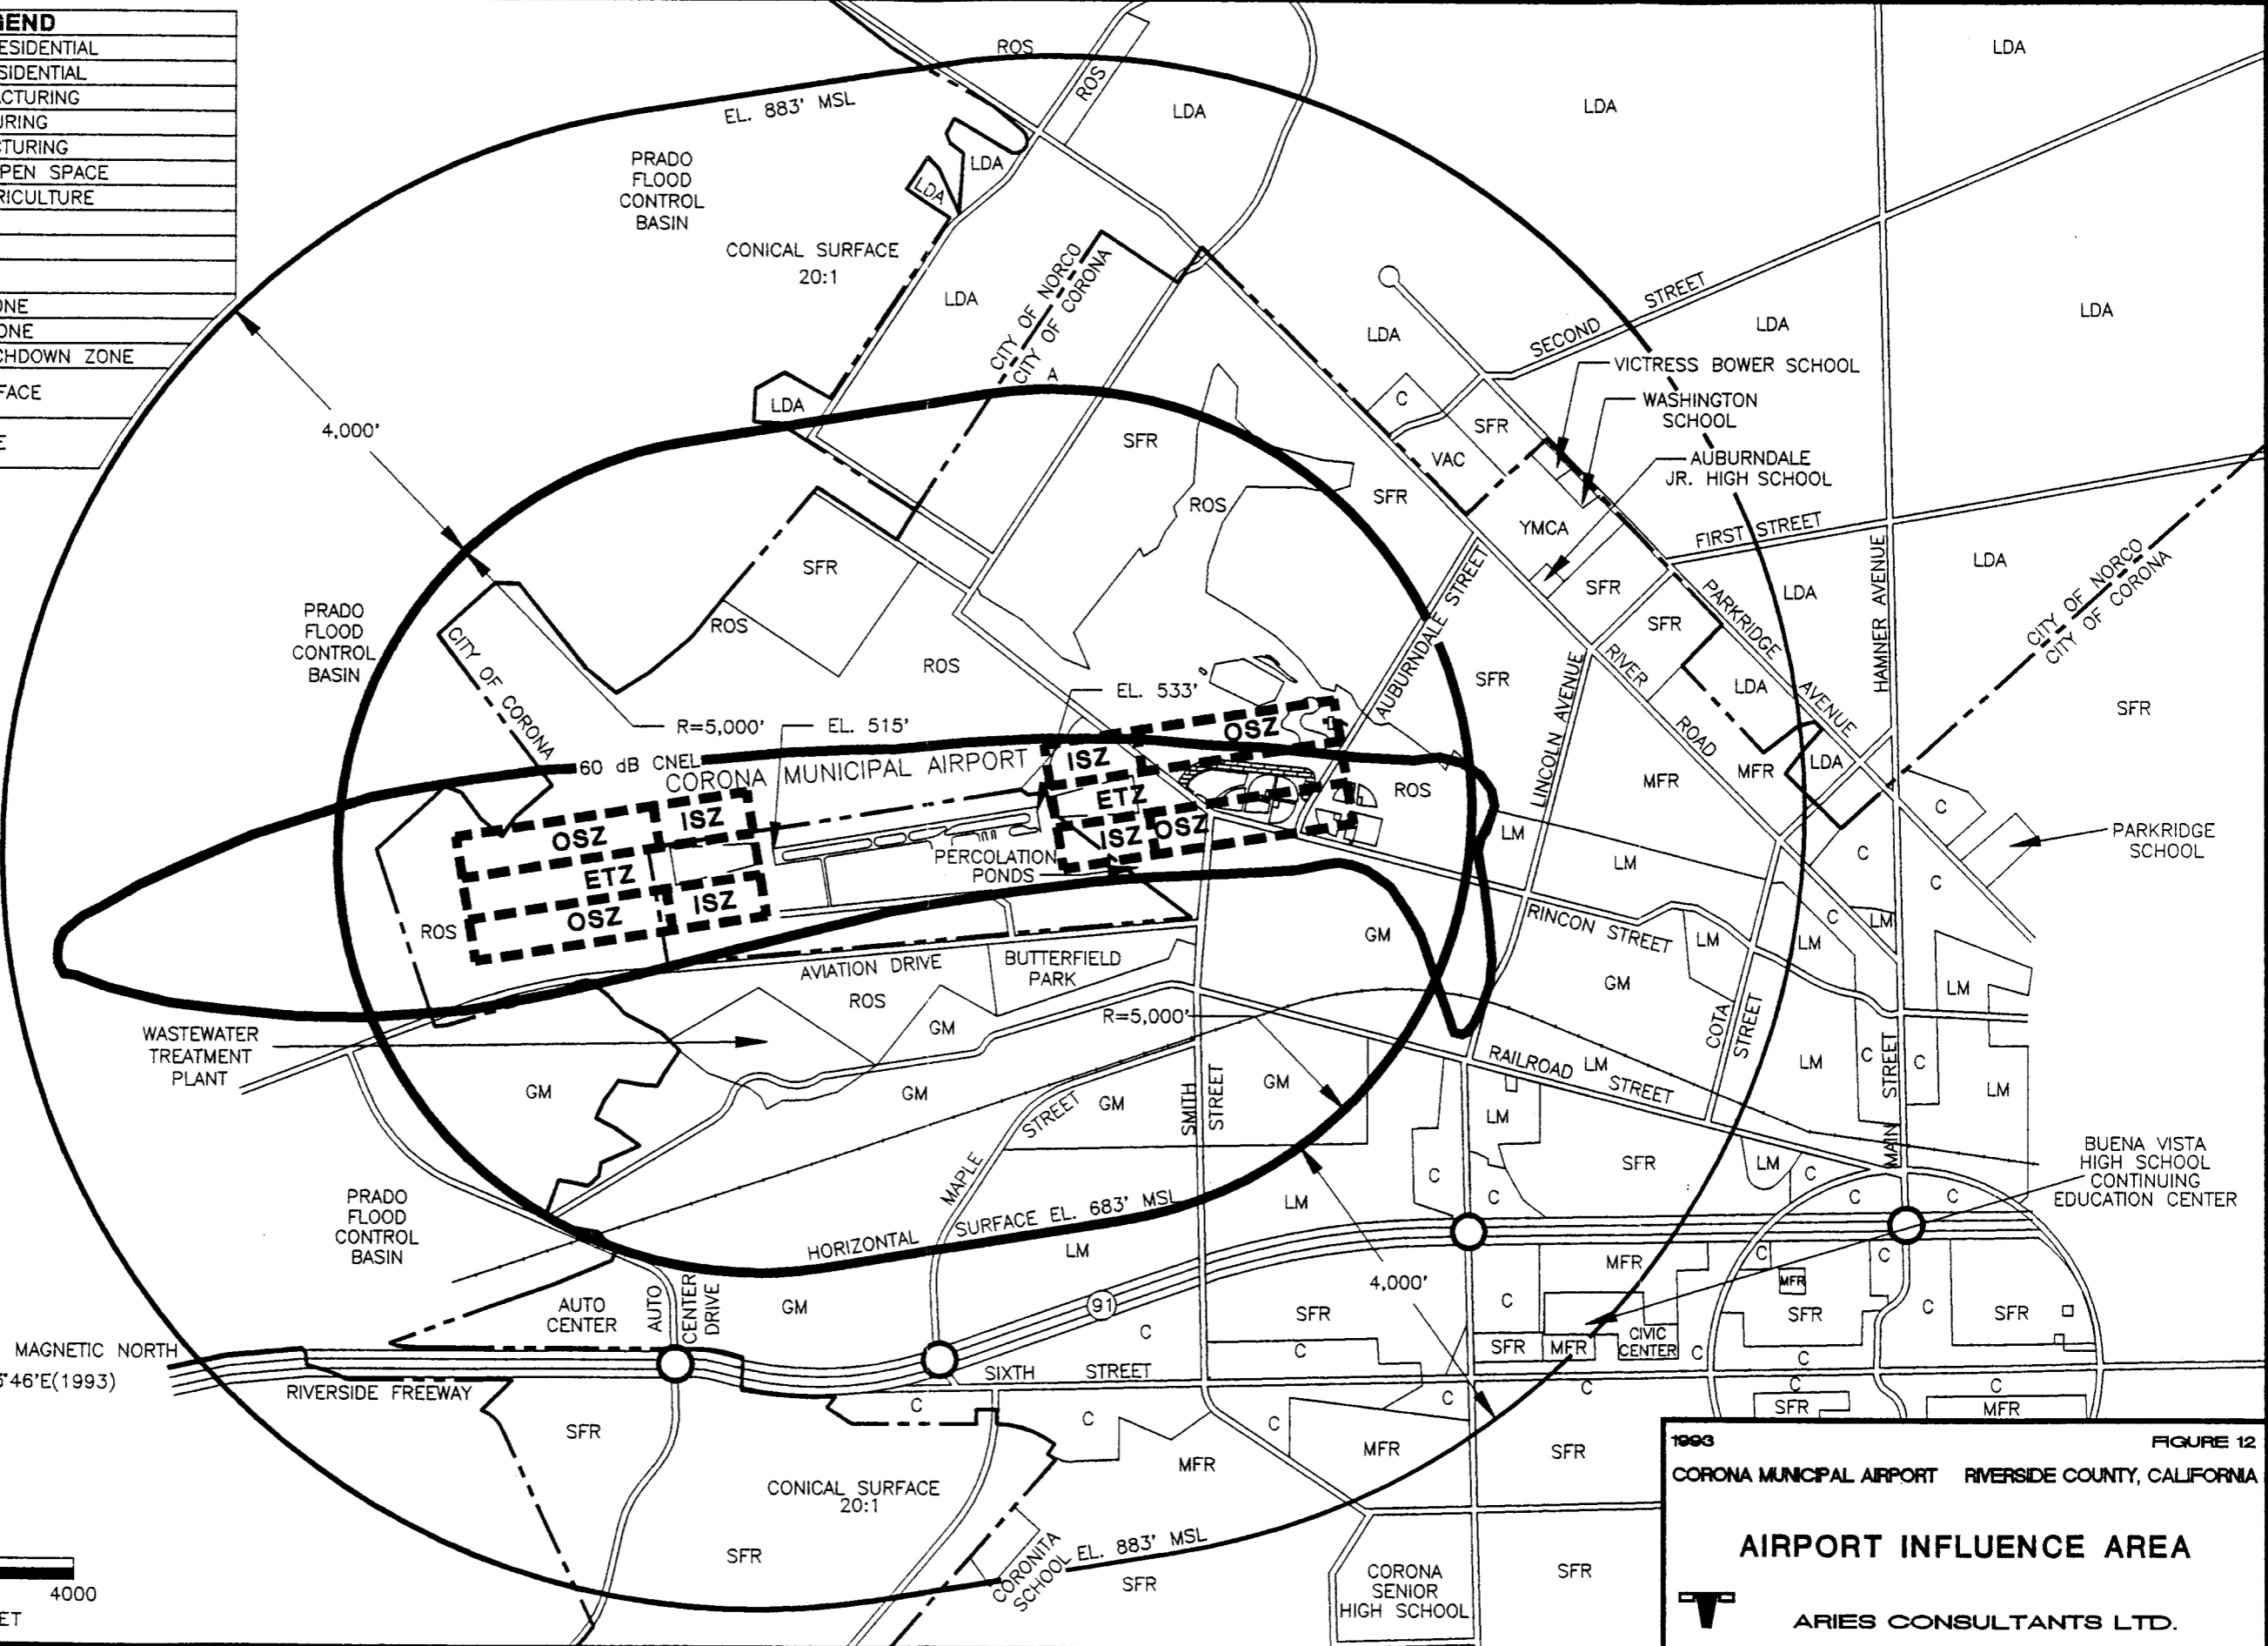 GEND
ESIDENTIAL
SIDENTIAL
ACTURING
URING
CTURING
PEN SPACE
RICULTURE
ONE
ONE
CHDOWN ZONE
FACE
E
ROS
ROS
LDA
LDA
LDA
EL. 883' MSL
PRADO
FLOOD
CONTROL
BASIN
LDA
LDA
CONICAL SURFACE
20:1
LDA
CITY OF NORCO
CITY OF CORONA
LDA
LDA
LDA
SECOND STREET
VICTRESS BOWER SCHOOL
WASHINGTON
SCHOOL
AUBURNDALE
JR. HIGH SCHOOL
4,000'
A
LDA
SFR
C
SFR
VAC
SFR
ROS
YMCA
FIRST STREET
HAMNER AVENUE
LDA
CITY OF NORCO
CITY OF CORONA
SFR
SFR
SFR
LDA
PARKRIDGE AVENUE
PRADO
FLOOD
CONTROL
BASIN
CITY OF CORONA
ROS
ROS
AUBURNDALE STREET
SFR
LINCOLN AVENUE
RIVER ROAD
LDA
SFR
R=5,000'
EL. 515'
EL. 533'
OSZ
60 dB CNEL
CORONA MUNICIPAL AIRPORT
ISZ
ETZ
ROS
MFR
MFR
LDA
C
OSZ
ISZ
ISZ
OSZ
LM
LM
PARKRIDGE
SCHOOL
ETZ
PERCOLATION
PONDS
C
C
OSZ
ISZ
ROS
GM
RINCON STREET
LM
LM
C
LM
AVIATION DRIVE
BUTTERFIELD
PARK
ROS
GM
LM
R=5,000'
GM
COTA STREET
WASTEWATER
TREATMENT
PLANT
GM
GM
GM
GM
SMITH STREET
RAILROAD STREET
LM
LM
C
C
LM
MAIN STREET
MAPLE STREET
LM
SFR
LM
C
C
C
C
C
BUENA VISTA
HIGH SCHOOL
CONTINUING
EDUCATION CENTER
PRADO
FLOOD
CONTROL
BASIN
HORIZONTAL SURFACE EL. 683' MSL
LM
LM
4,000'
MFR
C
C
MFR
AUTO
CENTER
AUTO CENTER DRIVE
GM
91
C
SFR
C
C
SFR
MFR
CIVIC
CENTER
C
SFR
C
C
SFR
MAGNETIC NORTH
5°46'E(1993)
RIVERSIDE FREEWAY
SIXTH STREET
C
C
C
C
C
C
C
SFR
MFR
SFR
CONICAL SURFACE
20:1
MFR
MFR
SFR
SFR
CORONITA
SCHOOL
EL. 883' MSL
SFR
CORONA
SENIOR
HIGH SCHOOL
SFR
4000
ET
1993
FIGURE 12
CORONA MUNICIPAL AIRPORT RIVERSIDE COUNTY, CALIFORNIA
AIRPORT INFLUENCE AREA
ARIES CONSULTANTS LTD.